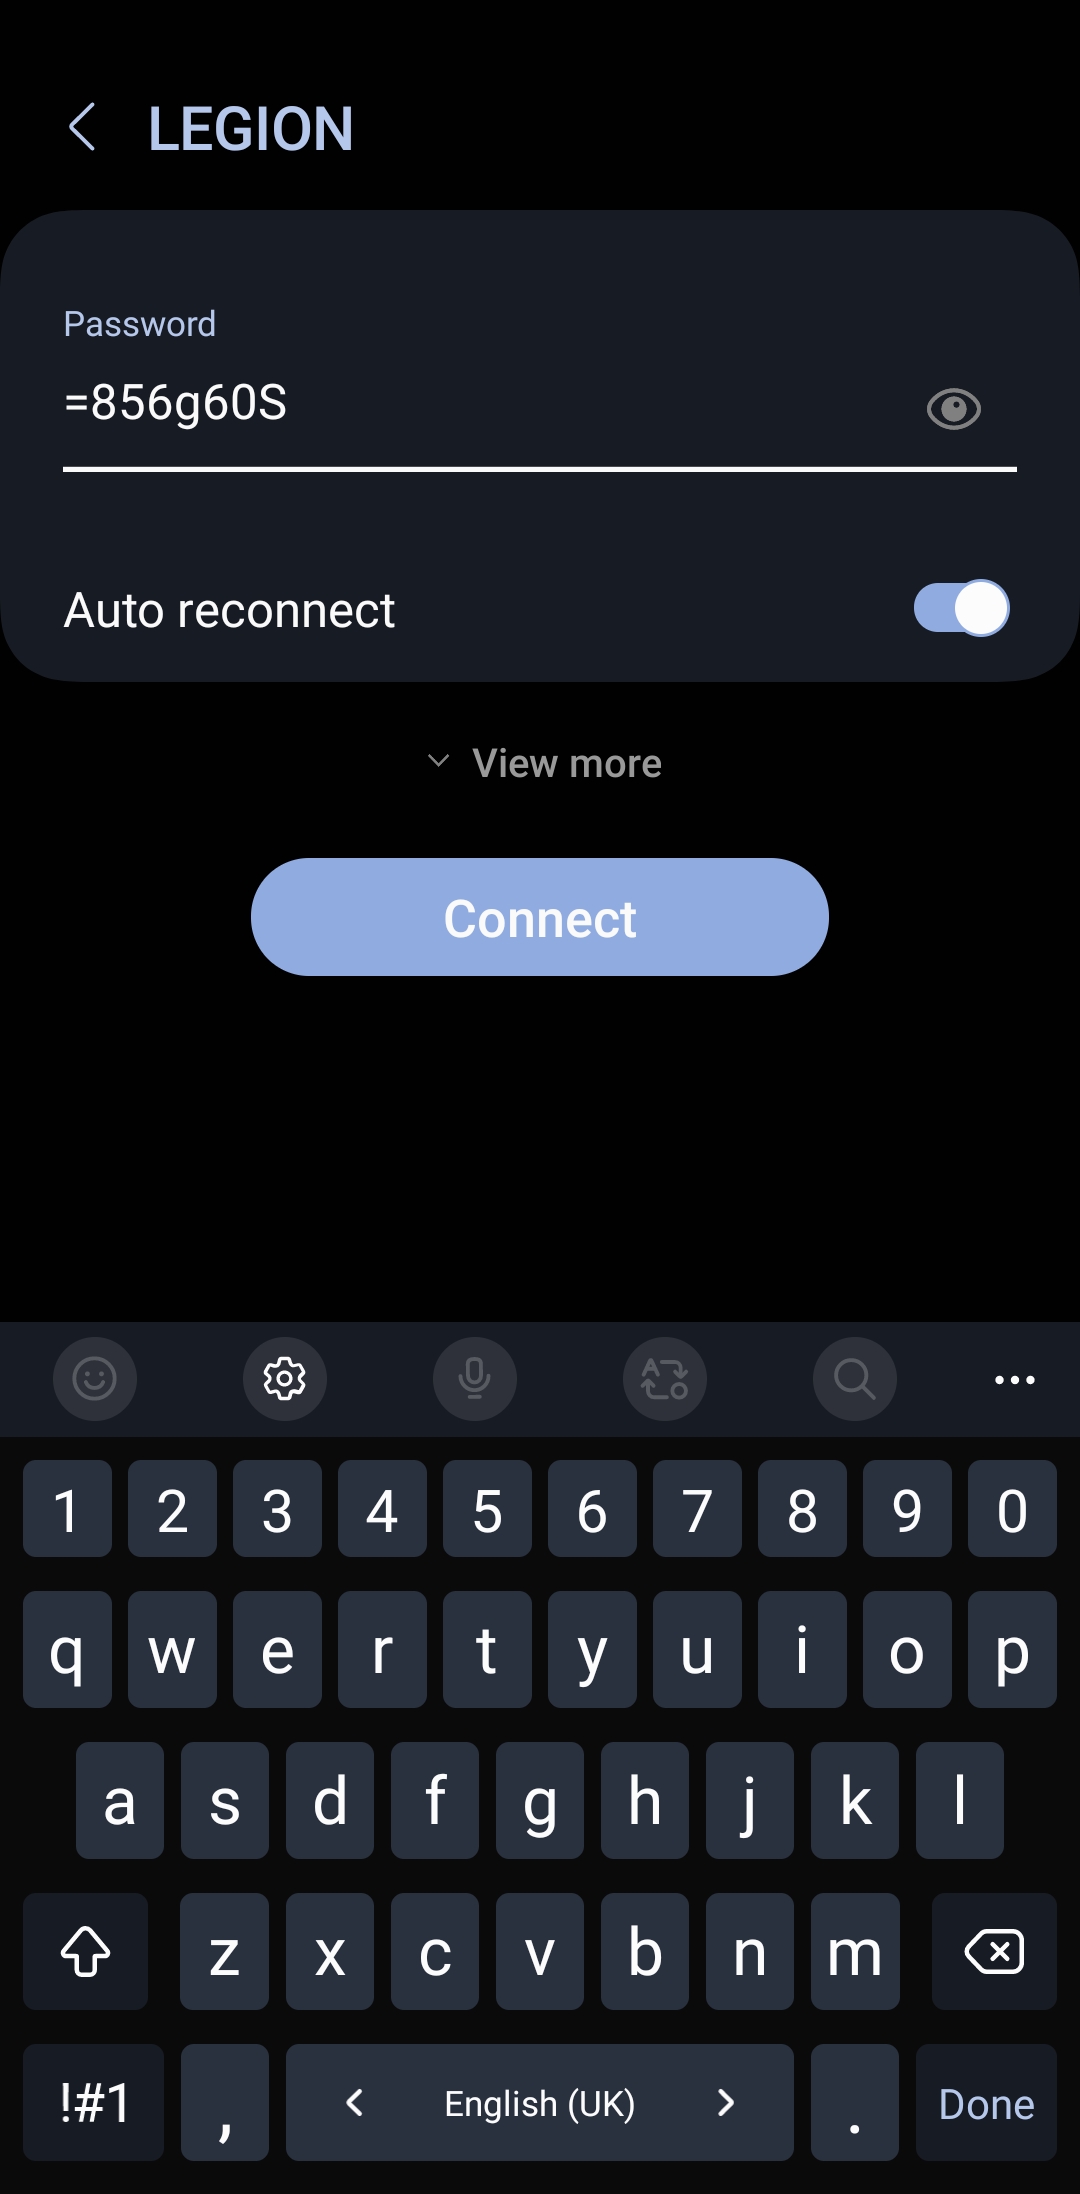 LEGION
Password
=856g60S
Auto reconnect
View more
Connect
1 2 3 4 5 6 7 8 9 0
q w e r t y u i o p
a s d f g h j k l
z x c v b n m
!#1 , English (UK) . Done